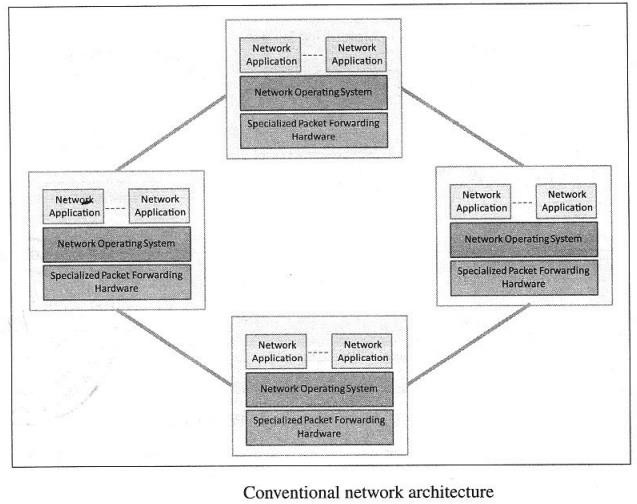 Network Application
Network Application
Network Operating System
Specialized Packet Forwarding
Hardware
Network Application
Network Application
Network Operating System
Specialized Packet Forwarding
Hardware
Network Application
Network Application
Network Operating System
Specialized Packet Forwarding
Hardware
Network Application
Network Application
Network Operating System
Specialized Packet Forwarding
Hardware
Conventional network architecture